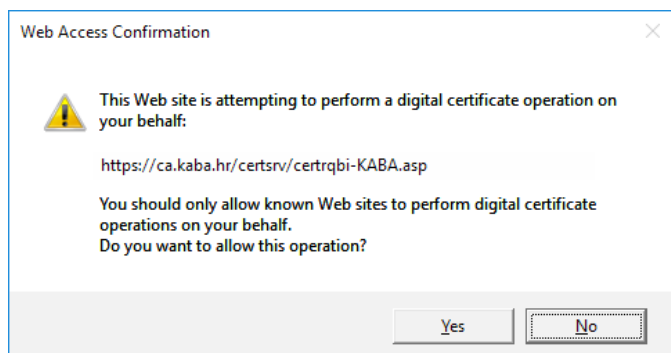 Web Access Confirmation
This Web site is attempting to perform a digital certificate operation on
your behalf:
https://ca.kaba.hr/certsrv/certrqbi-KABA.asp
You should only allow known Web sites to perform digital certificate
operations on your behalf.
Do you want to allow this operation?
Yes
No